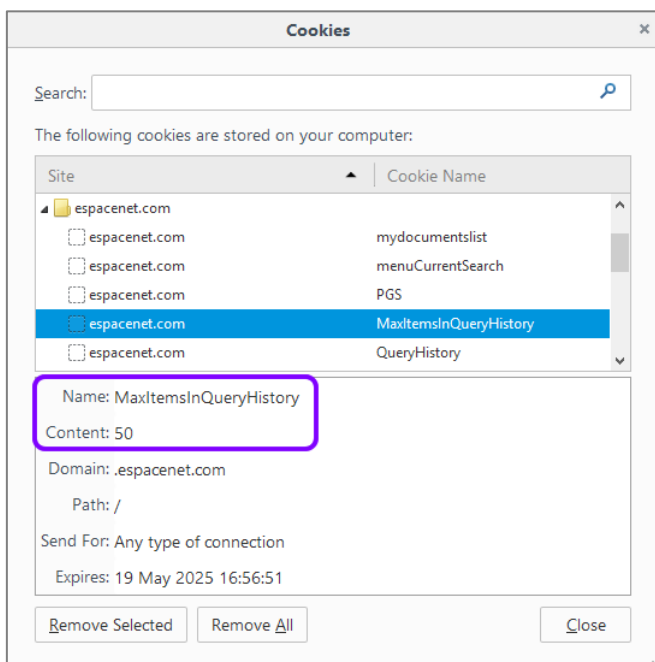 Cookies
Search:
The following cookies are stored on your computer:
Site Cookie Name
espacenet.com
espacenet.com mydocumentslist
espacenet.com menuCurrentSearch
espacenet.com PGS
espacenet.com MaxItemsInQueryHistory
espacenet.com QueryHistory
Name: MaxItemsInQueryHistory
Content: 50
Domain: .espacenet.com
Path: /
Send For: Any type of connection
Expires: 19 May 2025 16:56:51
Remove Selected Remove All Close